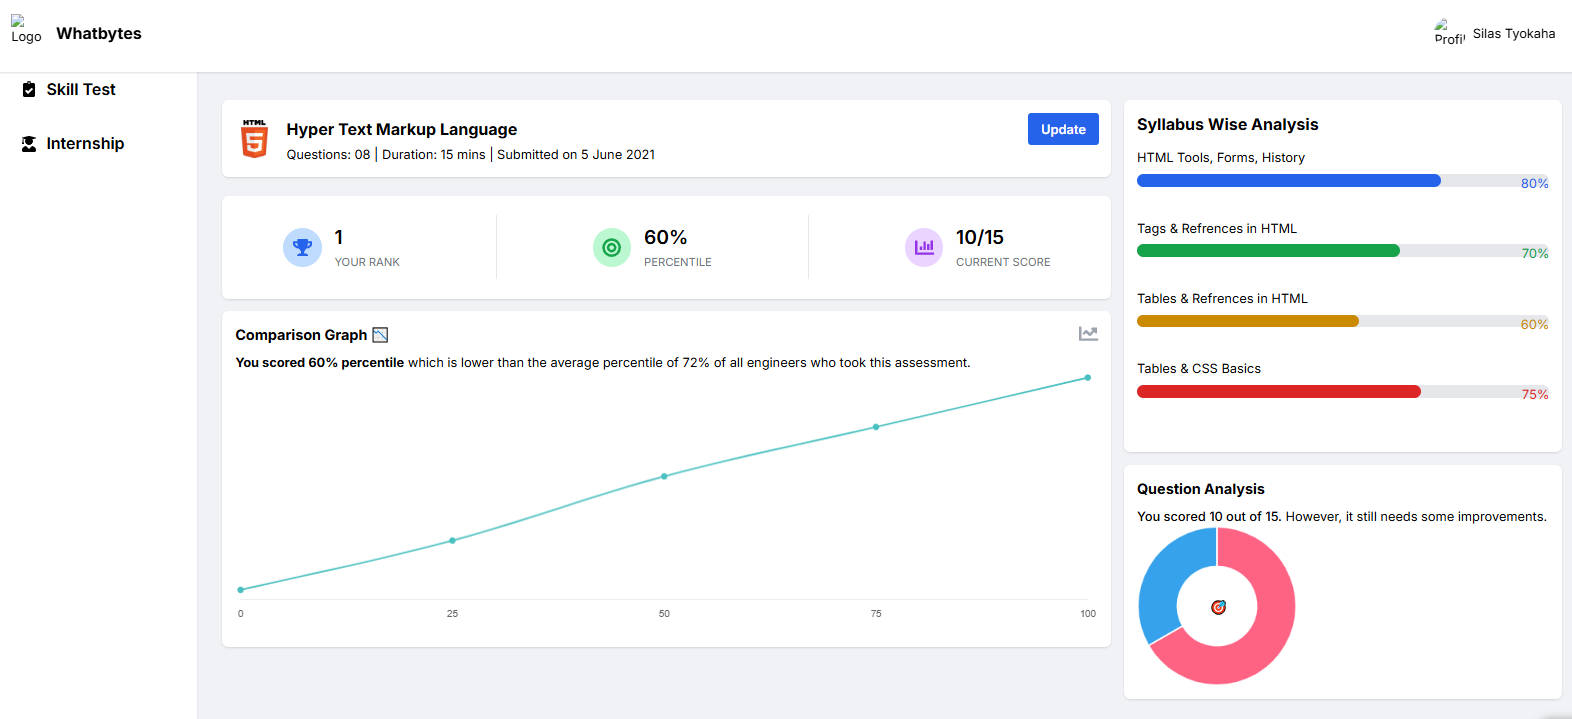 Logo
Whatbytes
Profil
Silas Tyokaha
Skill Test
Internship
HTML
Hyper Text Markup Language
Questions: 08 | Duration: 15 mins | Submitted on 5 June 2021
Update
1
YOUR RANK
60%
PERCENTILE
10/15
CURRENT SCORE
Comparison Graph
You scored 60% percentile which is lower than the average percentile of 72% of all engineers who took this assessment.
0 25 50 75 100
Syllabus Wise Analysis
HTML Tools, Forms, History
80%
Tags & Refrences in HTML
70%
Tables & Refrences in HTML
60%
Tables & CSS Basics
75%
Question Analysis
You scored 10 out of 15. However, it still needs some improvements.